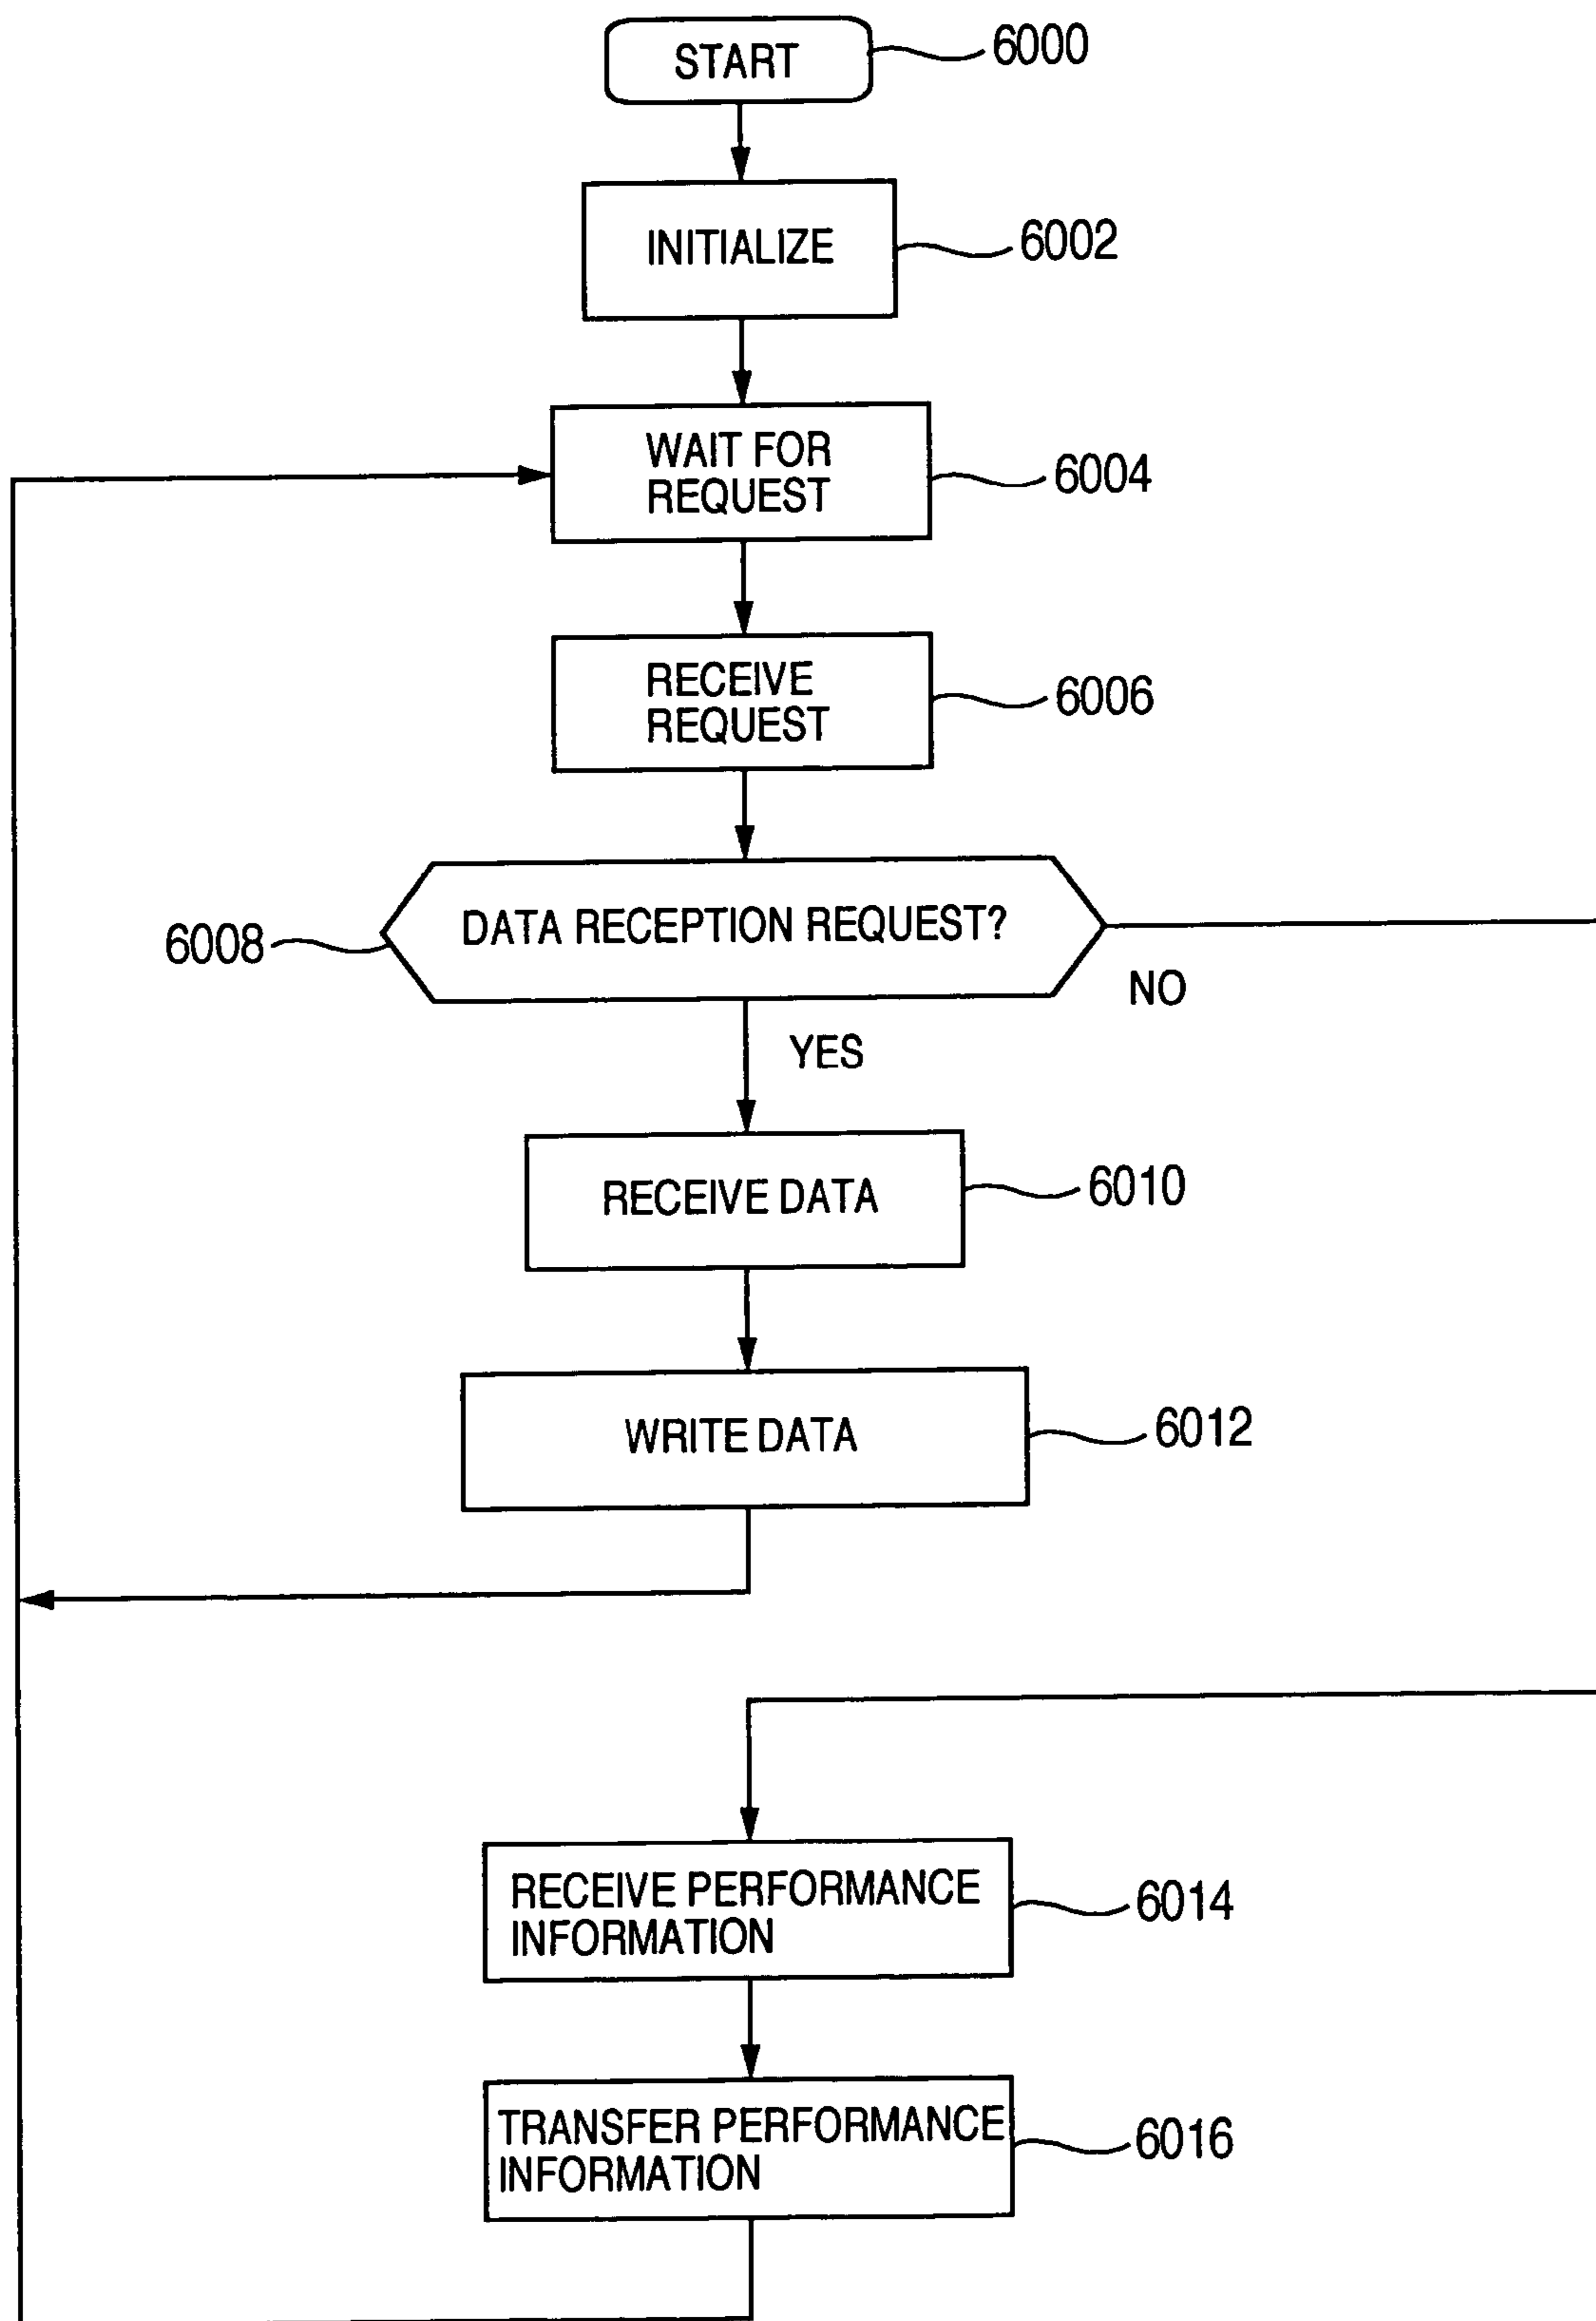 START
6000
INITIALIZE
6002
WAIT FOR
REQUEST
6004
RECEIVE
REQUEST
6006
DATA RECEPTION REQUEST?
6008
NO
YES
RECEIVE DATA
6010
WRITE DATA
6012
RECEIVE PERFORMANCE
INFORMATION
6014
TRANSFER PERFORMANCE
INFORMATION
6016